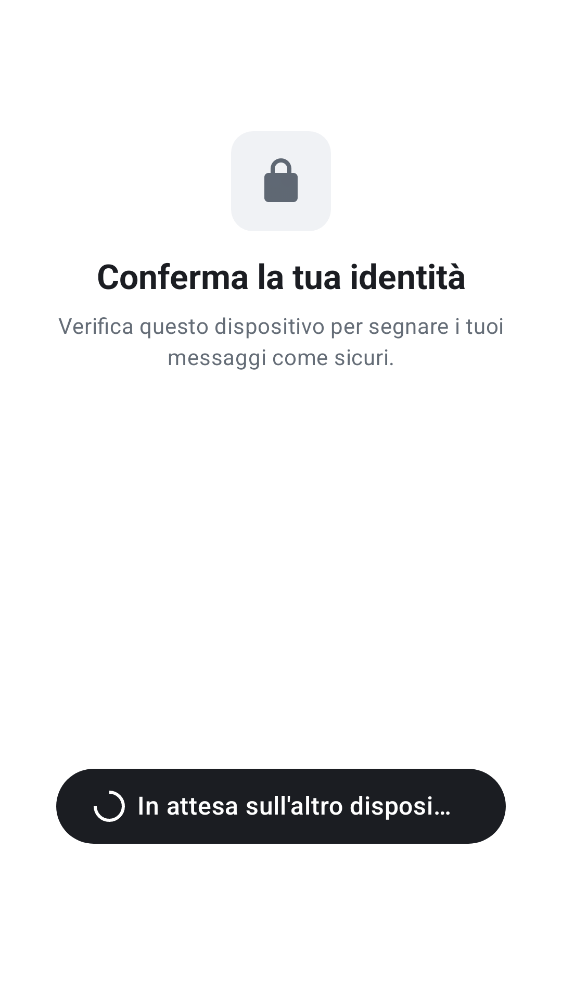 Conferma la tua identità
Verifica questo dispositivo per segnare i tuoi
messaggi come sicuri.
In attesa sull'altro disposi…